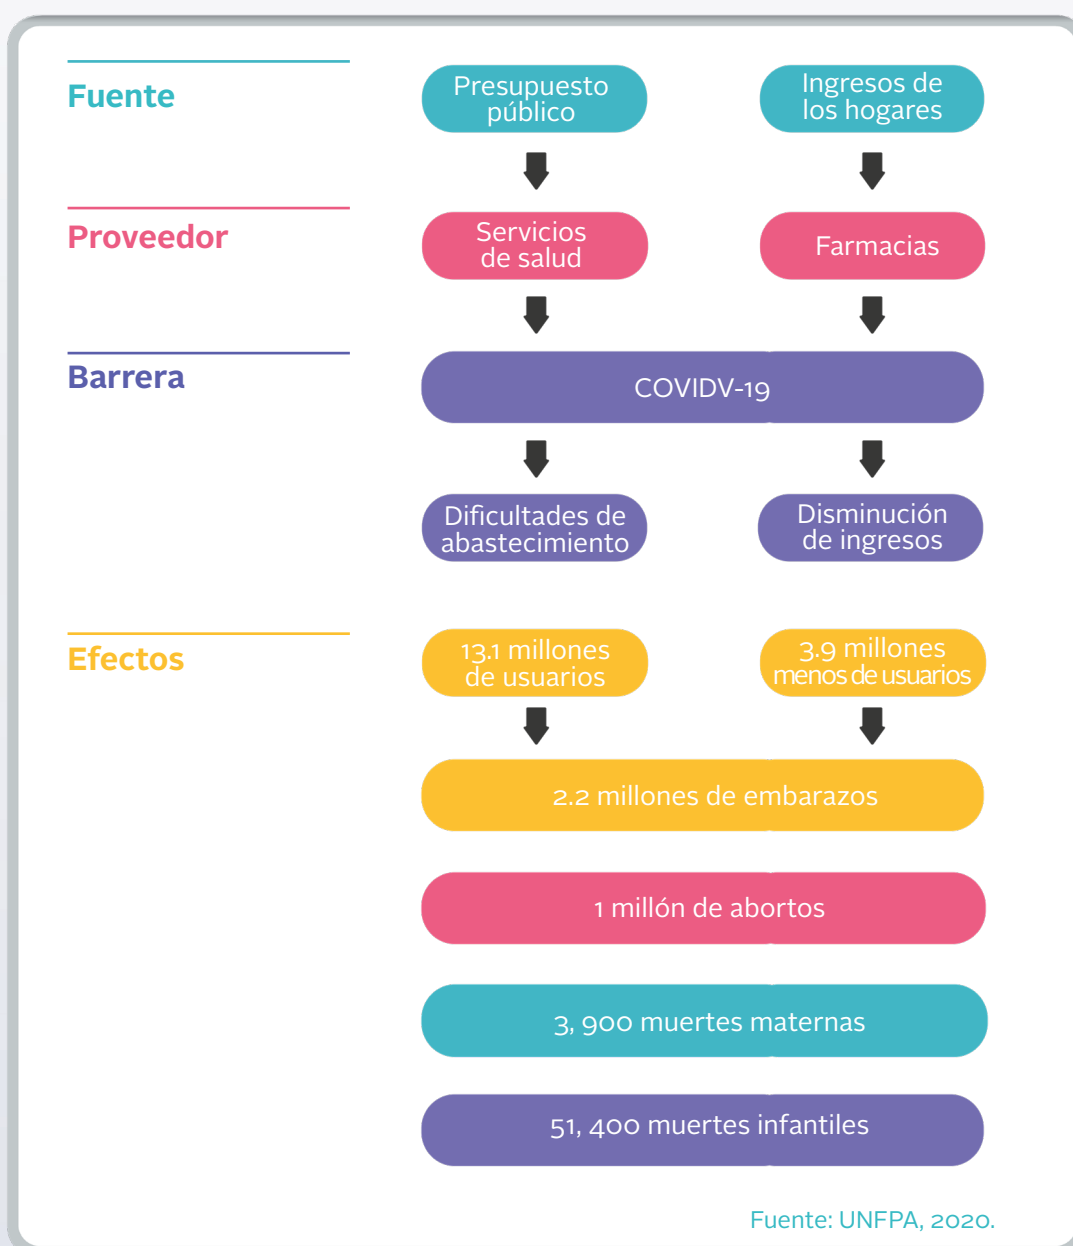 Fuente
Presupuesto
público
Ingresos de
los hogares
Proveedor
Servicios
de salud
Farmacias
Barrera
COVIDV-19
Dificultades de
abastecimiento
Disminución
de ingresos
Efectos
13.1 millones
de usuarios
3.9 millones
menos de usuarios
2.2 millones de embarazos
1 millón de abortos
3, 900 muertes maternas
51, 400 muertes infantiles
Fuente: UNFPA, 2020.